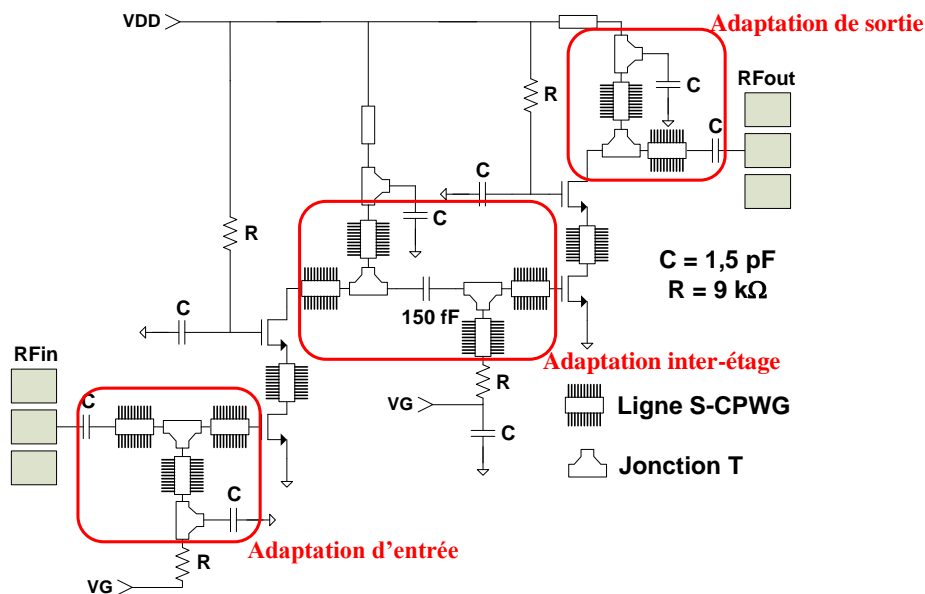 VDD
Adaptation de sortie
RFout
C
R
C
C
R
C
C
C = 1,5 pF
R = 9 kΩ
C
150 fF
RFin
Adaptation inter-étage
C
R
VG
Ligne S-CPWG
C
C
Jonction T
Adaptation d'entrée
R
VG